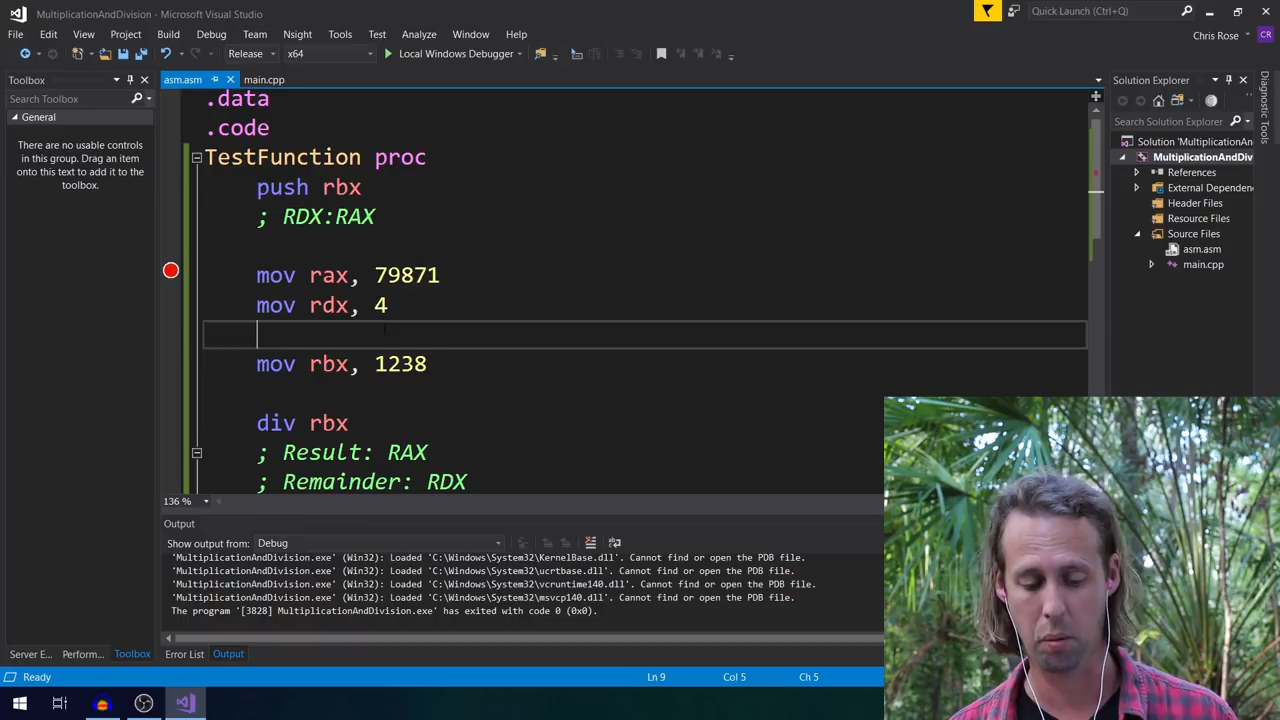 MultiplicationAndDivision - Microsoft Visual Studio
Quick Launch (Ctrl+Q)
File Edit View Project Build Debug Team Nsight Tools Test Analyze Window Help
Chris Rose CR
Release x64 Local Windows Debugger
Toolbox
Search Toolbox
General
There are no usable controls
in this group. Drag an item
onto this text to add it to the
toolbox.
asm.asm main.cpp
.data
.code
TestFunction proc
push rbx
; RDX:RAX
mov rax, 79871
mov rdx, 4
mov rbx, 1238
div rbx
; Result: RAX
; Remainder: RDX
136 %
Solution Explorer
Search Solution Explorer
Solution 'MultiplicationAn
MultiplicationAndDiv
References
External Dependen
Header Files
Resource Files
Source Files
asm.asm
main.cpp
Diagnostic Tools
Output
Show output from: Debug
'MultiplicationAndDivision.exe' (Win32): Loaded 'C:\Windows\System32\KernelBase.dll'. Cannot find or open the PDB file.
'MultiplicationAndDivision.exe' (Win32): Loaded 'C:\Windows\System32\ucrtbase.dll'. Cannot find or open the PDB file.
'MultiplicationAndDivision.exe' (Win32): Loaded 'C:\Windows\System32\vcruntime140.dll'. Cannot find or open the PDB file.
'MultiplicationAndDivision.exe' (Win32): Loaded 'C:\Windows\System32\msvcp140.dll'. Cannot find or open the PDB file.
The program '[3828] MultiplicationAndDivision.exe' has exited with code 0 (0x0).
Server E... Perform... Toolbox Error List Output
Ready Ln 9 Col 5 Ch 5